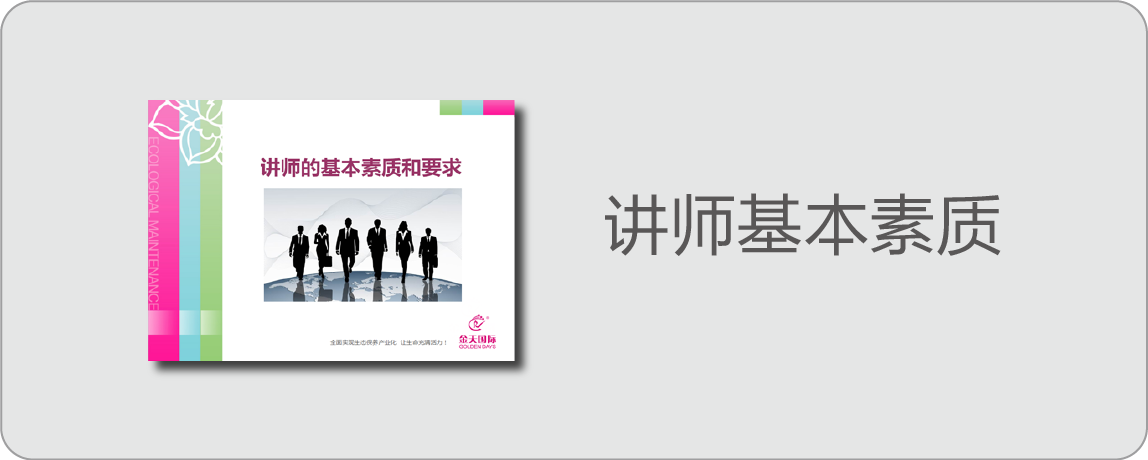 ECOLOGICAL MAINTENANCE
讲师的基本素质和要求
全面实现生态保养产业化 让生命充满活力！
金天国际
GOLDEN DAYS
讲师基本素质